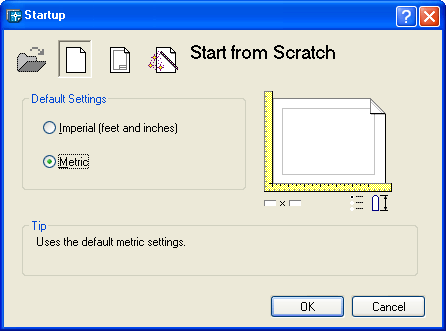 Startup
Start from Scratch
Default Settings
Imperial (feet and inches)
Metric
Tip
Uses the default metric settings.
OK
Cancel